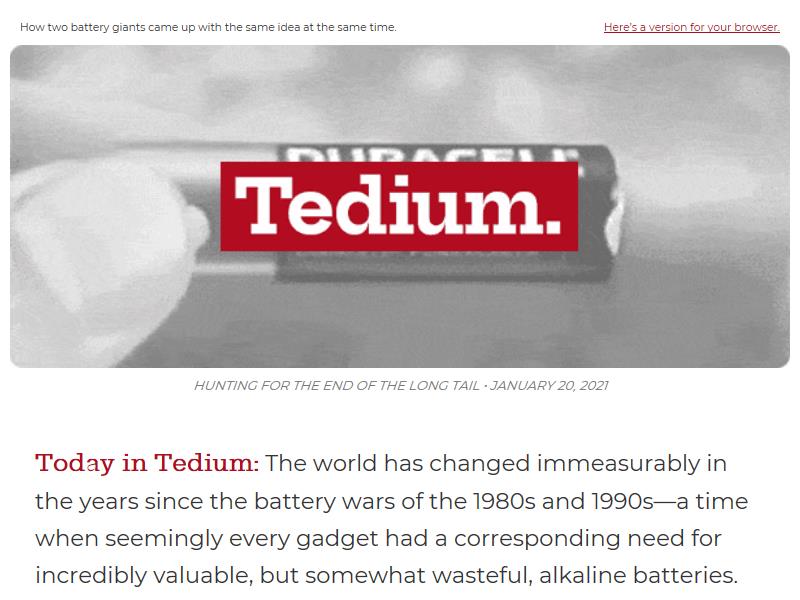 How two battery giants came up with the same idea at the same time.
Here's a version for your browser.
DURACELL
Tedium.
HUNTING FOR THE END OF THE LONG TAIL • JANUARY 20, 2021
Today in Tedium: The world has changed immeasurably in
the years since the battery wars of the 1980s and 1990s—a time
when seemingly every gadget had a corresponding need for
incredibly valuable, but somewhat wasteful, alkaline batteries.